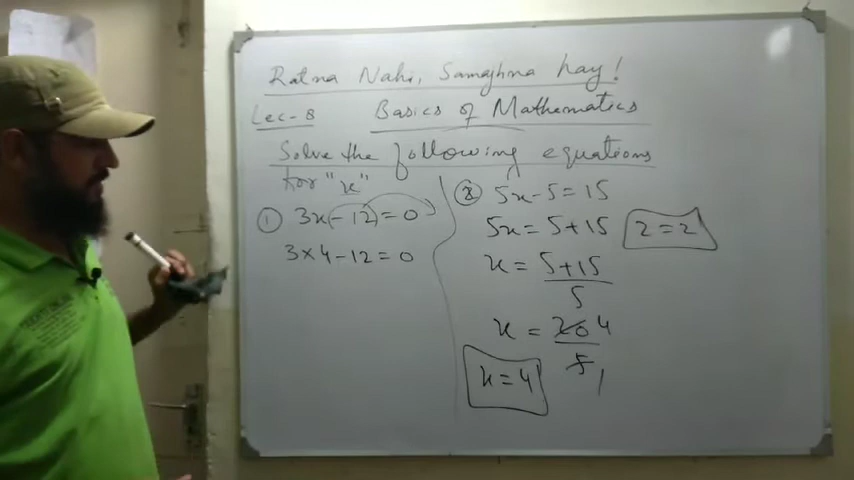 Ratna Nahi, Samajhna hay!
Lec-8 Basics of Mathematics
Solve the following equations
for "x"
① 3x(-12)=0
3×4-12=0
② 5x-5=15
5x=5+15
2=2
x = 5+15
5
x = 20 4
5 1
x=4